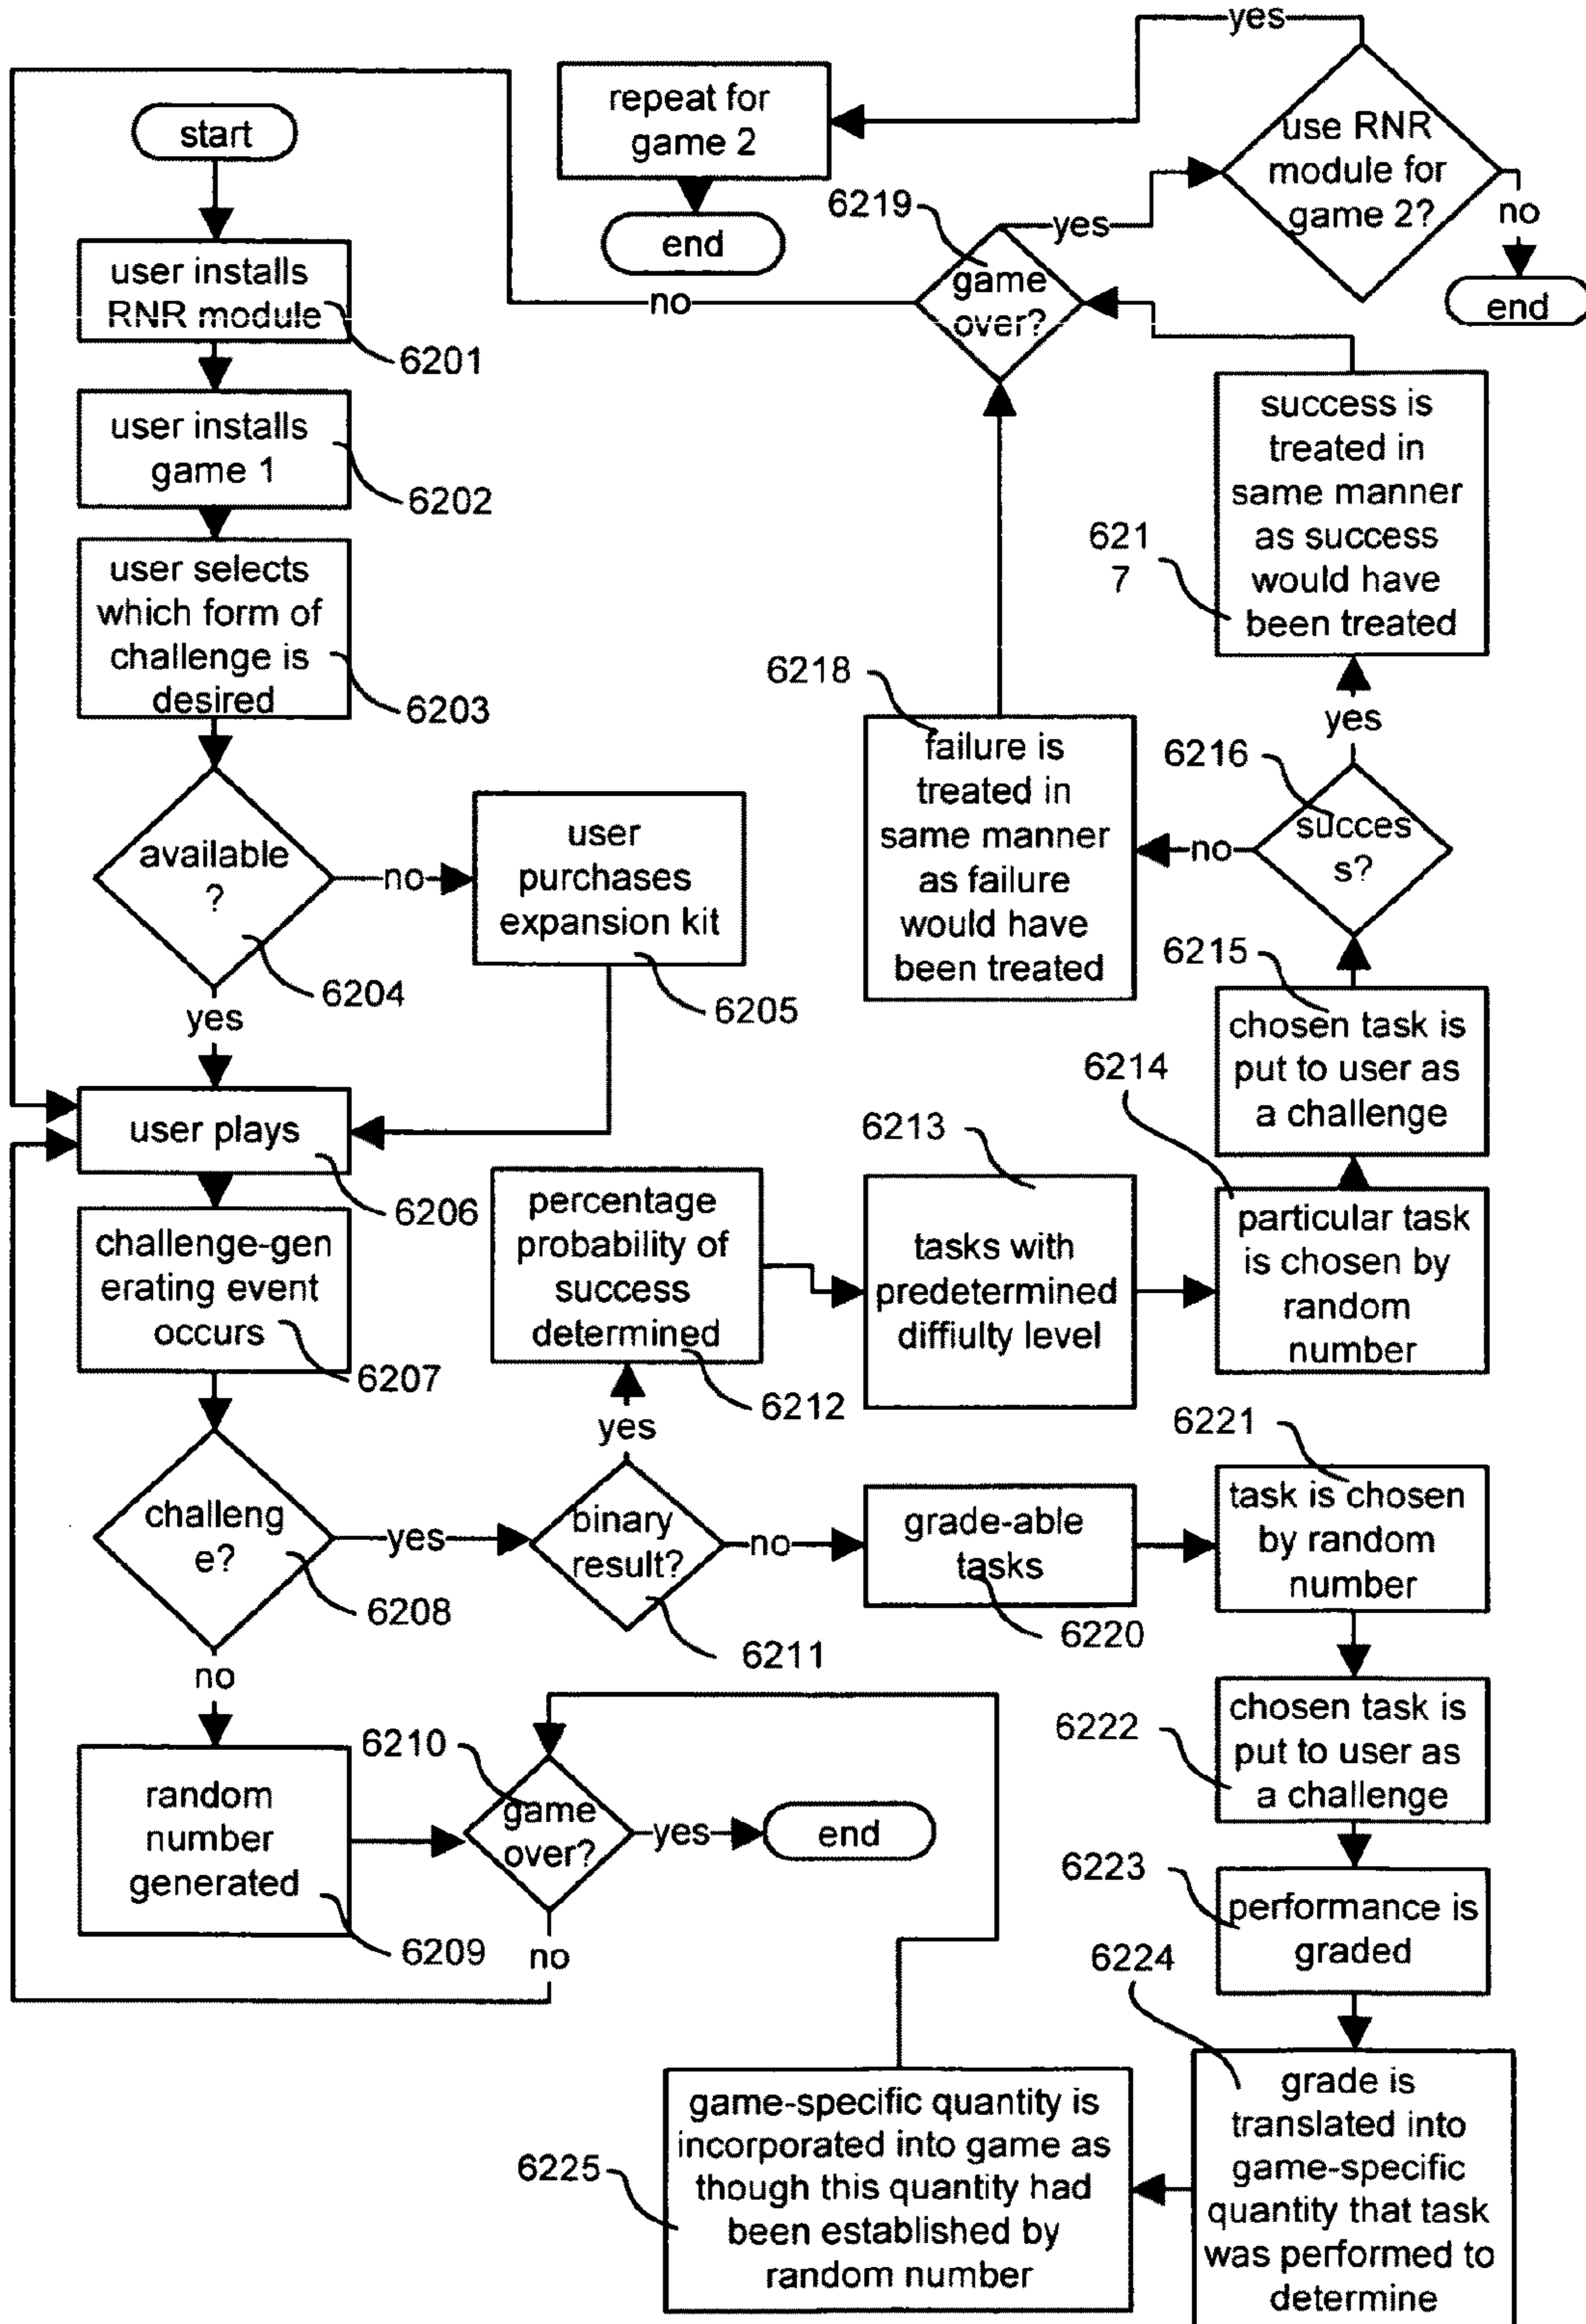 start
user installs
RNR module
6201
user installs
game 1
6202
user selects
which form of
challenge is
desired
6203
available
?
6204
no
user
purchases
expansion kit
6205
yes
user plays
6206
challenge-gen
erating event
occurs
6207
challeng
e?
6208
no
random
number
generated
6209
6210
game
over?
yes
end
no
yes
binary
result?
6211
yes
percentage
probability of
success
determined
6212
6213
tasks with
predetermined
diffiulty level
6214
particular task
is chosen by
random
number
6215
chosen task is
put to user as
a challenge
6216
succes
s?
yes
621
7
success is
treated in
same manner
as success
would have
been treated
no
6218
failure is
treated in
same manner
as failure
would have
been treated
6219
game
over?
no
yes
use RNR
module for
game 2?
yes
repeat for
game 2
end
no
end
no
grade-able
tasks
6220
6221
task is chosen
by random
number
6222
chosen task is
put to user as
a challenge
6223
performance is
graded
6224
grade is
translated into
game-specific
quantity that task
was performed to
determine
6225
game-specific quantity is
incorporated into game as
though this quantity had
been established by
random number